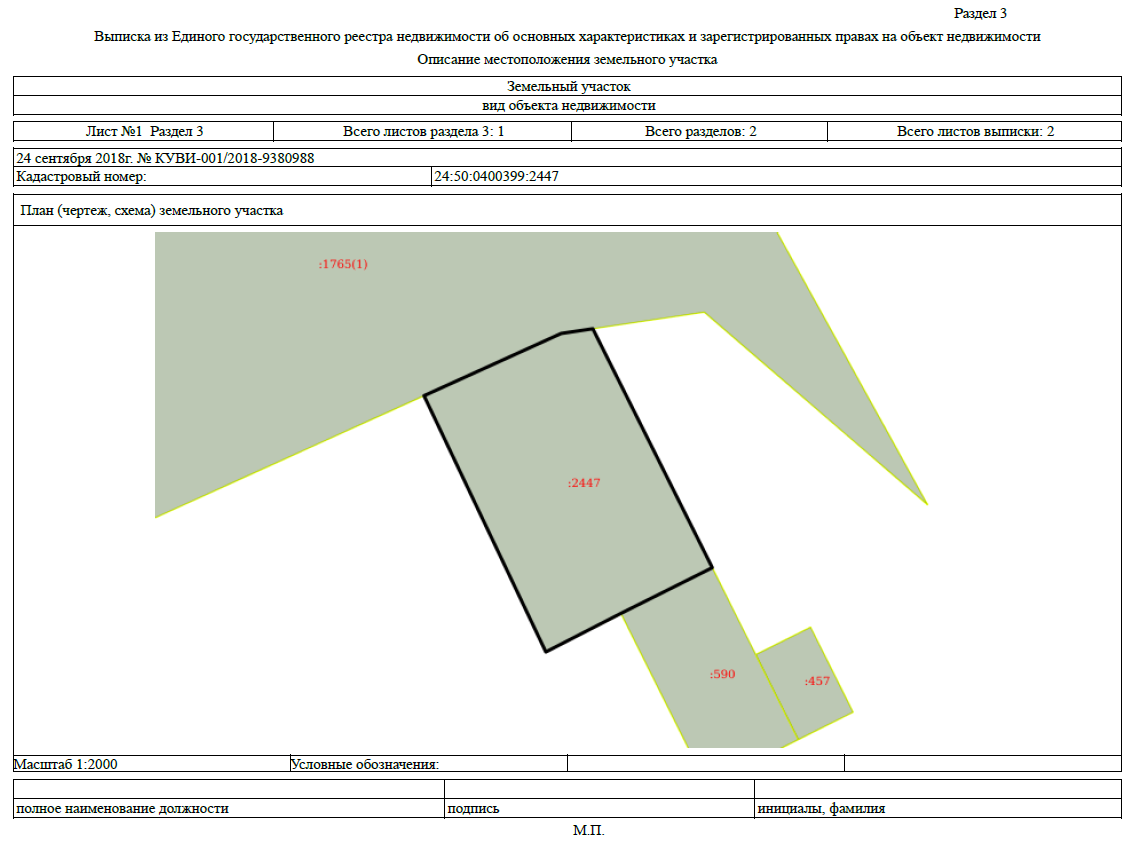 Раздел 3
Выписка из Единого государственного реестра недвижимости об основных характеристиках и зарегистрированных правах на объект недвижимости
Описание местоположения земельного участка
Земельный участок
вид объекта недвижимости
Лист №1 Раздел 3 Всего листов раздела 3: 1 Всего разделов: 2 Всего листов выписки: 2
24 сентября 2018г. № КУВИ-001/2018-9380988
Кадастровый номер: 24:50:0400399:2447
План (чертеж, схема) земельного участка
:1765(1)
:2447
:590
:457
Масштаб 1:2000 Условные обозначения:
полное наименование должности подпись инициалы, фамилия
М.П.